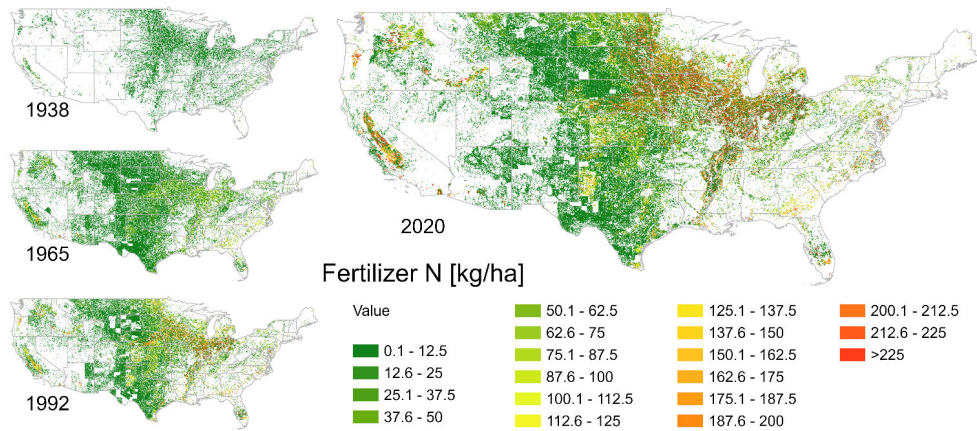 1938
1965
1992
2020
Fertilizer N [kg/ha]
Value
0.1 - 12.5
12.6 - 25
25.1 - 37.5
37.6 - 50
50.1 - 62.5
62.6 - 75
75.1 - 87.5
87.6 - 100
100.1 - 112.5
112.6 - 125
125.1 - 137.5
137.6 - 150
150.1 - 162.5
162.6 - 175
175.1 - 187.5
187.6 - 200
200.1 - 212.5
212.6 - 225
>225